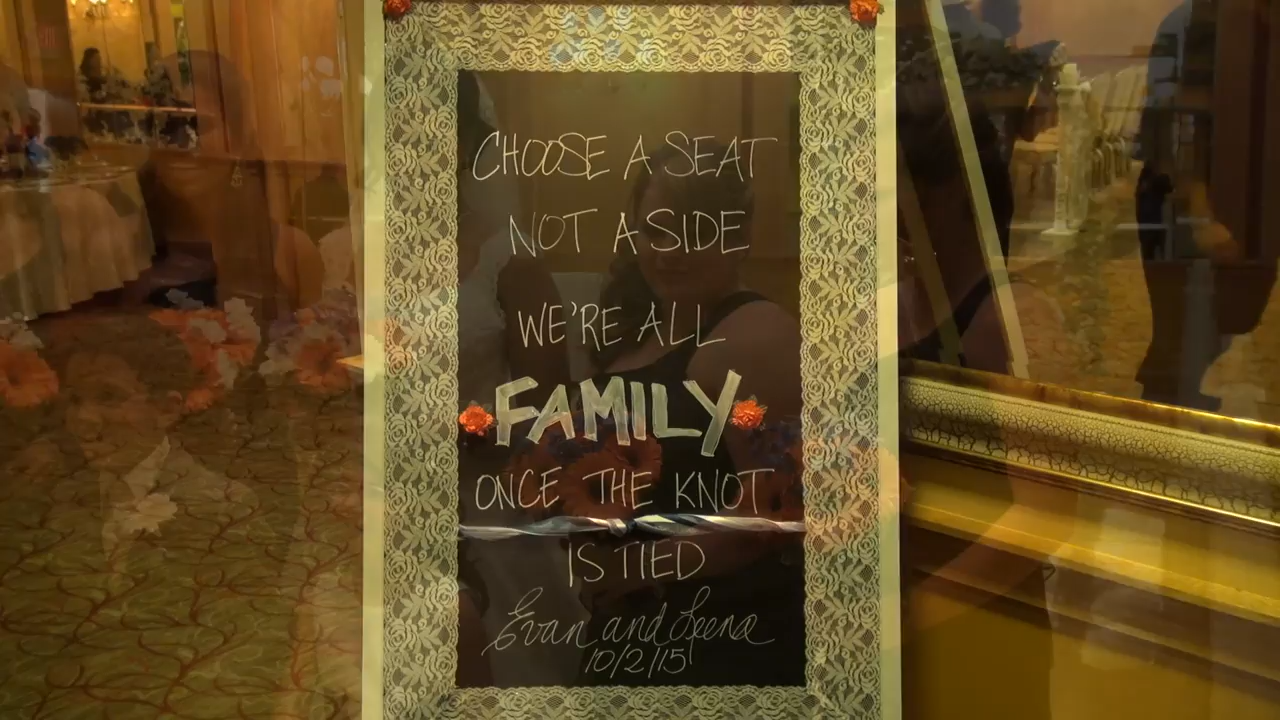 CHOOSE A SEAT
NOT A SIDE
WE'RE ALL
FAMILY
ONCE THE KNOT
IS TIED
Evan and Leena
10/2/15